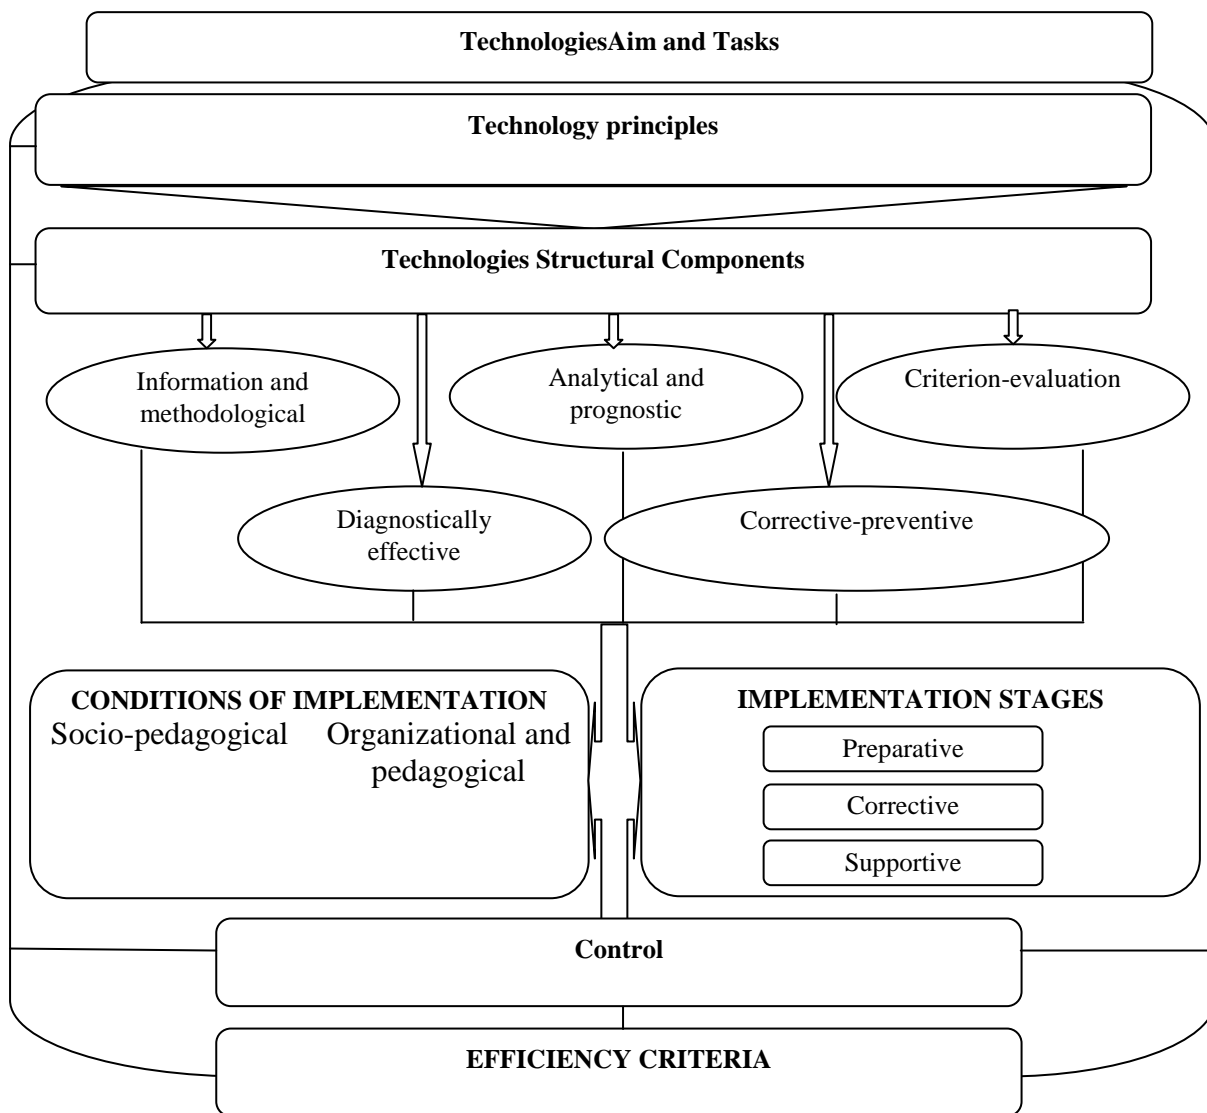 TechnologiesAim and Tasks
Technology principles
Technologies Structural Components
Information and
methodological
Analytical and
prognostic
Criterion-evaluation
Diagnostically
effective
Corrective-preventive
CONDITIONS OF IMPLEMENTATION
Socio-pedagogical Organizational and
pedagogical
IMPLEMENTATION STAGES
Preparative
Corrective
Supportive
Control
EFFICIENCY CRITERIA